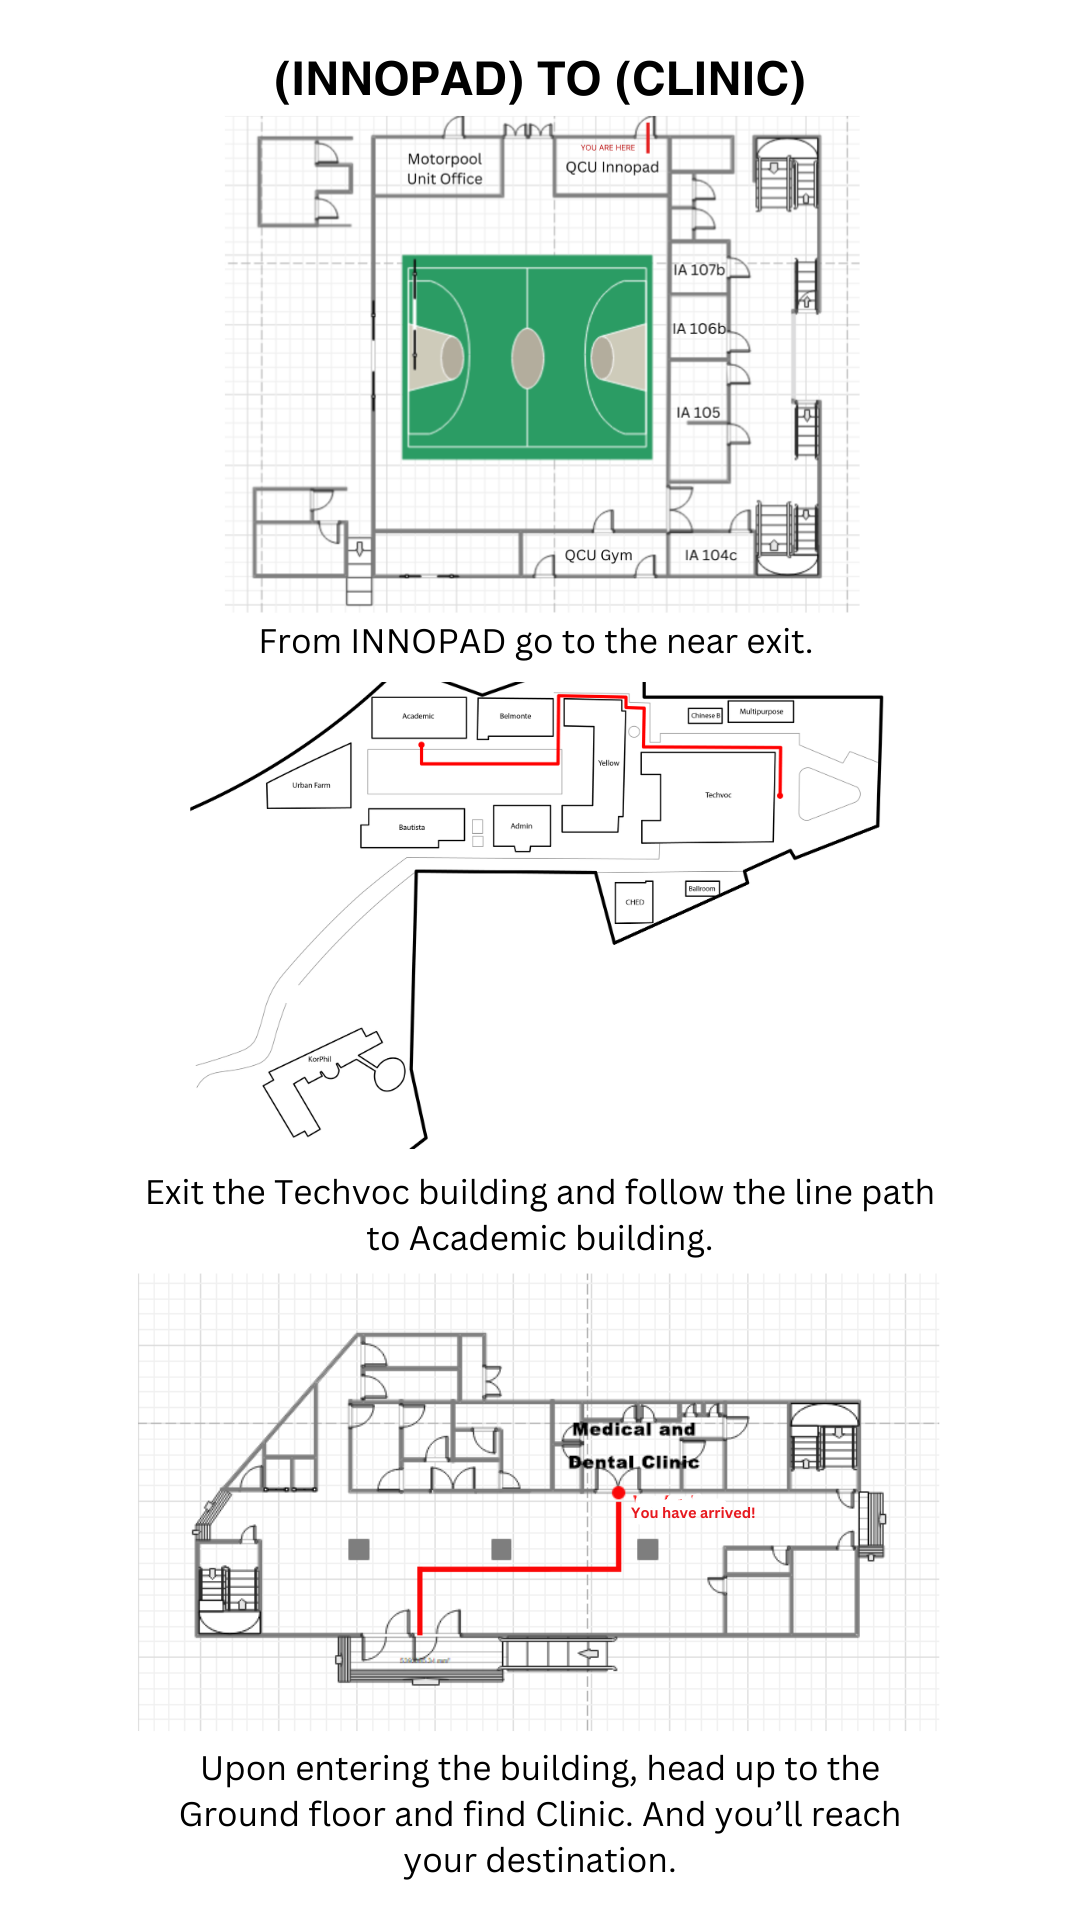 (INNOPAD) TO (CLINIC)
Motorpool
Unit Office
YOU ARE HERE
QCU Innopad
IA 107b
IA 106b
IA 105
QCU Gym
IA 104c
From INNOPAD go to the near exit.
Academic
Belmonte
Chinese B
Multipurpose
Urban Farm
Yellow
Techvoc
Bautista
Admin
CHED
Ballroom
KorPhil
Exit the Techvoc building and follow the line path
to Academic building.
Medical and
Dental Clinic
You have arrived!
Upon entering the building, head up to the
Ground floor and find Clinic. And you’ll reach
your destination.